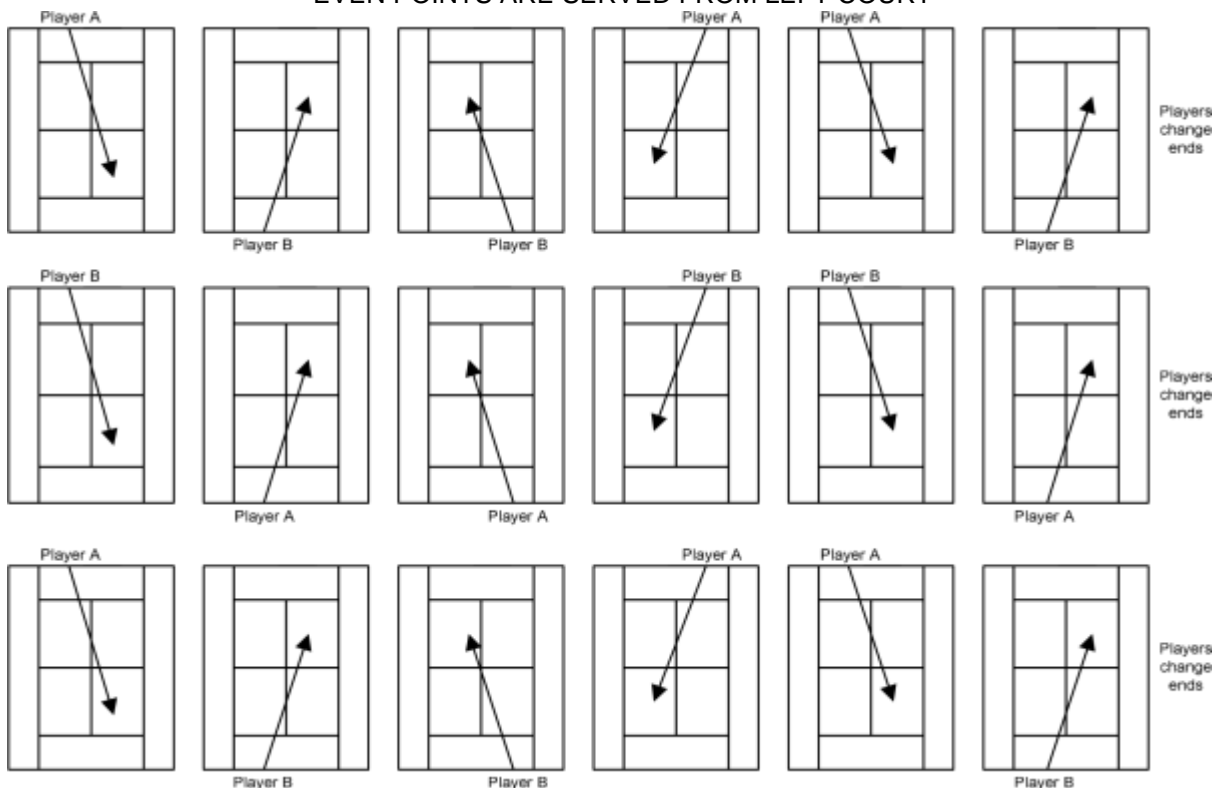 EVEN POINTS ARE SERVED FROM LEFT COURT
Player A Player A Player A
Players
change
ends
Player B Player B Player B
Player B Player B Player B
Players
change
ends
Player A Player A Player A
Player A Player A Player A
Players
change
ends
Player B Player B Player B